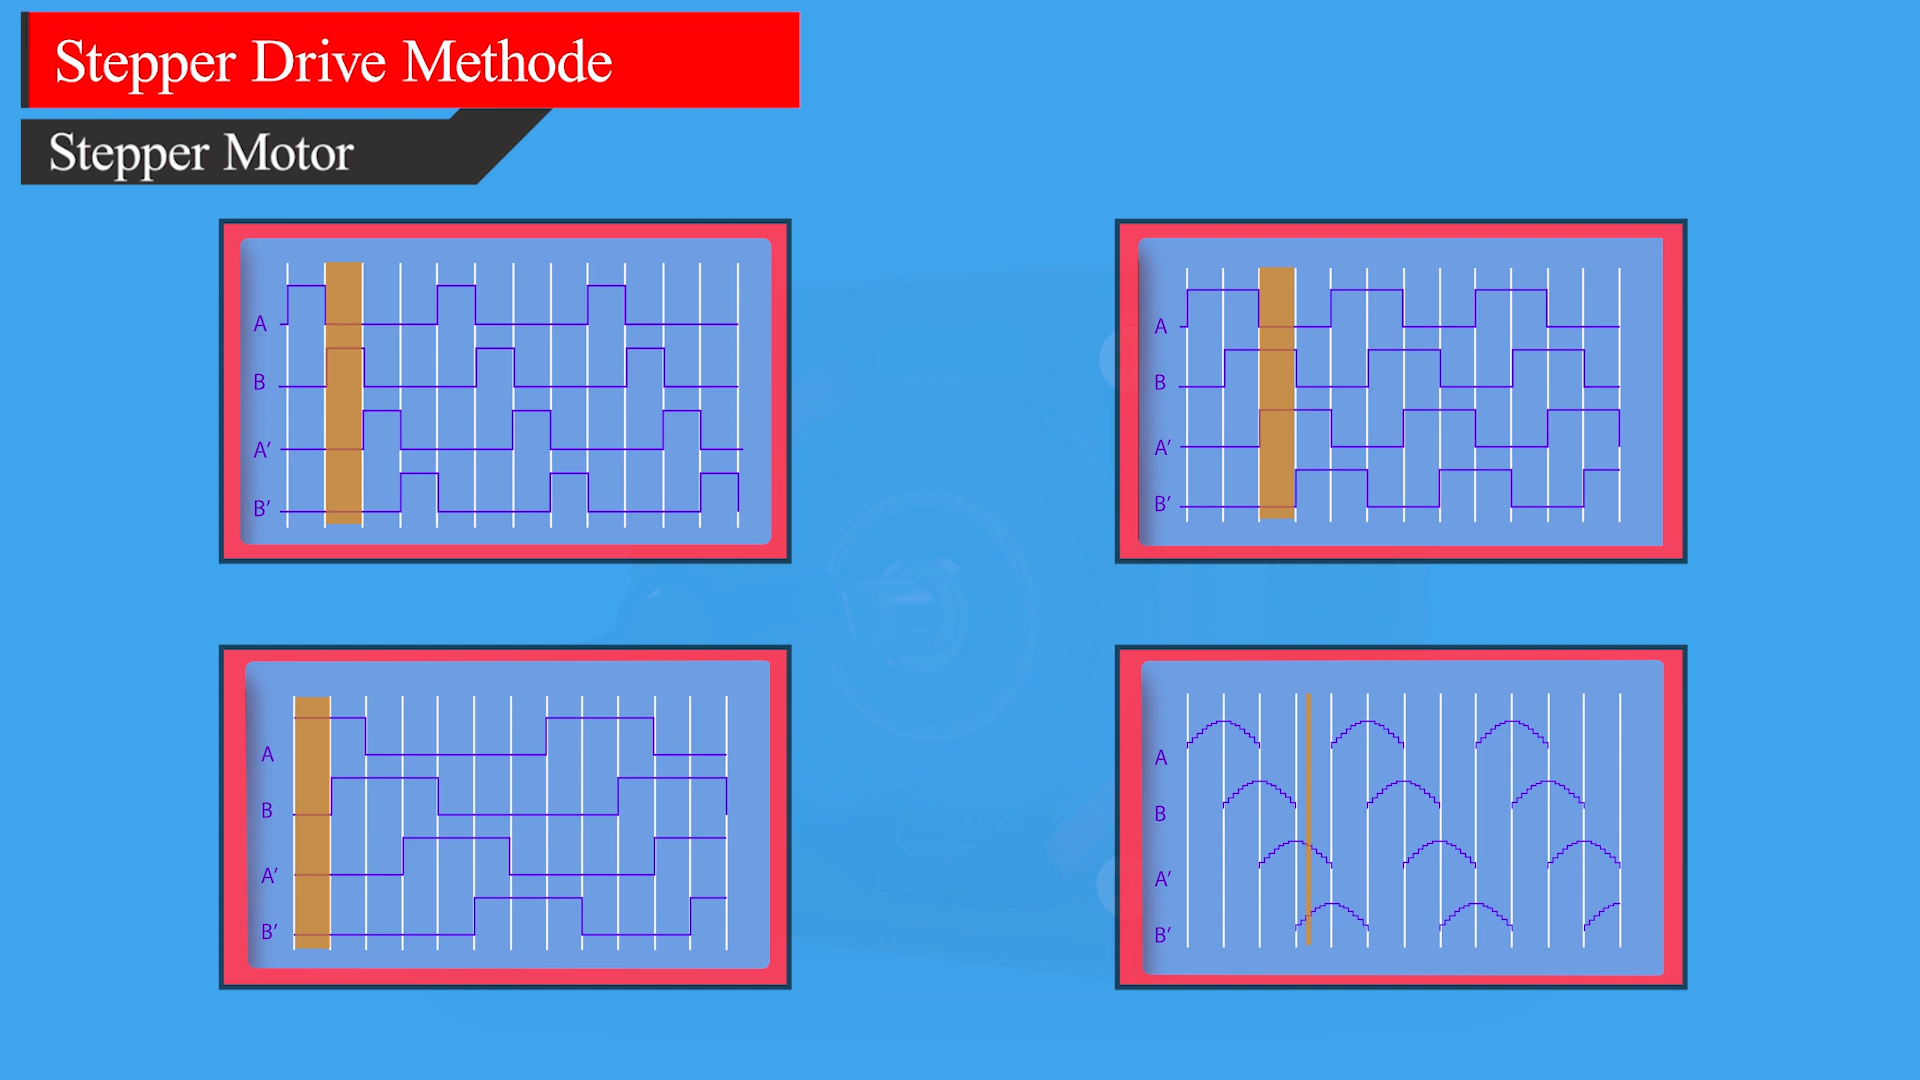 Stepper Drive Methode
Stepper Motor
A
B
A’
B’
A
B
A’
B’
A
B
A’
B’
A
B
A’
B’